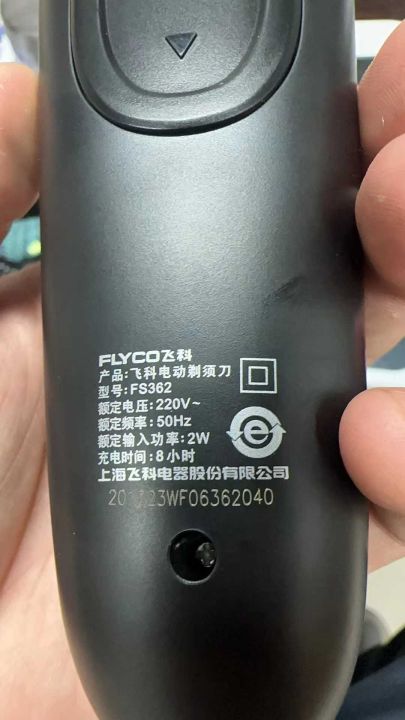 FLYCO飞科
产品:飞科电动剃须刀
型号:FS362
额定电压:220V~
额定频率:50Hz
额定输入功率:2W
充电时间:8小时
上海飞科电器股份有限公司
e